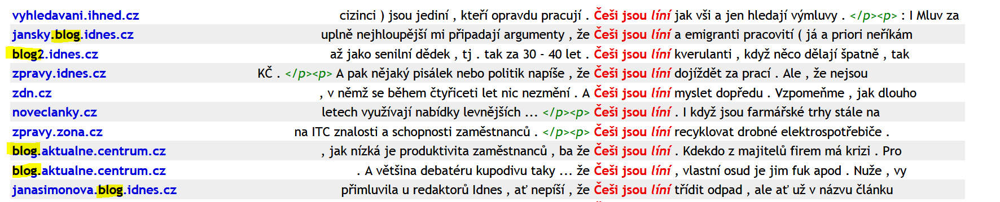 vyhledavani.ihned.cz cizinci ) jsou jediní , kteří opravdu pracují . Češi jsou líní jak vši a jen hledají výmluvy . </p><p> : I Mluv za
jansky.blog.idnes.cz uplně nejhloupější mi připadají argumenty , že Češi jsou líní a emigranti pracovití ( já a priori neříkám
blog2.idnes.cz až jako senilní dědek , tj . tak za 30 - 40 let . Češi jsou líní kverulanti , když něco dělají špatně , tak
zpravy.idnes.cz KČ . </p><p> A pak nějaký pisálek nebo politik napíše , že Češi jsou líní dojíždět za prací . Ale , že nejsou
zdn.cz , v němž se během čtyřiceti let nic nezmění . A Češi jsou líní myslet dopředu . Vzpomeňme , jak dlouho
noveclanky.cz letech využívají nabídky levnějších ... </p><p> Češi jsou líní . I když jsou farmářské trhy stále na
zpravy.zona.cz na ITC znalosti a schopnosti zaměstnanců . </p><p> Češi jsou líní recyklovat drobné elektrospotřebiče .
blog.aktualne.centrum.cz , jak nízká je produktivita zaměstnanců , ba že Češi jsou líní . Kdekdo z majitelů firem má krizi . Pro
blog.aktualne.centrum.cz . A většina debatéru kupodivu taky ... že Češi jsou líní , vlastní osud je jim fuk apod . Nuže , vy
janasimonova.blog.idnes.cz přimluvila u redaktorů Idnes , ať nepíší , že Češi jsou líní třídit odpad , ale ať už v názvu článku